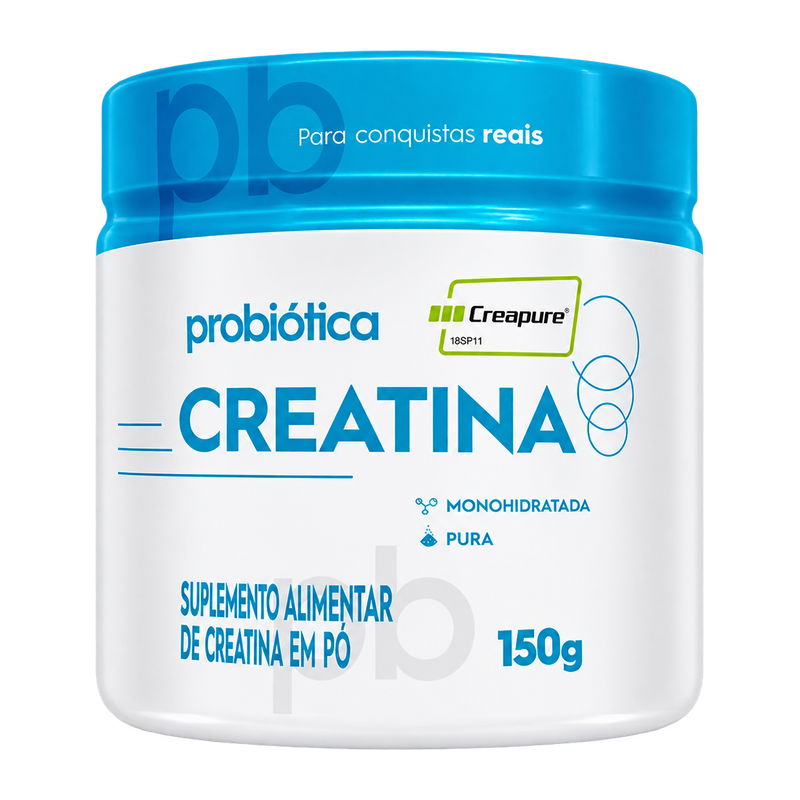 pb
Para conquistas reais
probiótica
Creapure®
18SP11
CREATINA
MONOHIDRATADA
PURA
SUPLEMENTO ALIMENTAR
DE CREATINA EM PÓ
150g
pb